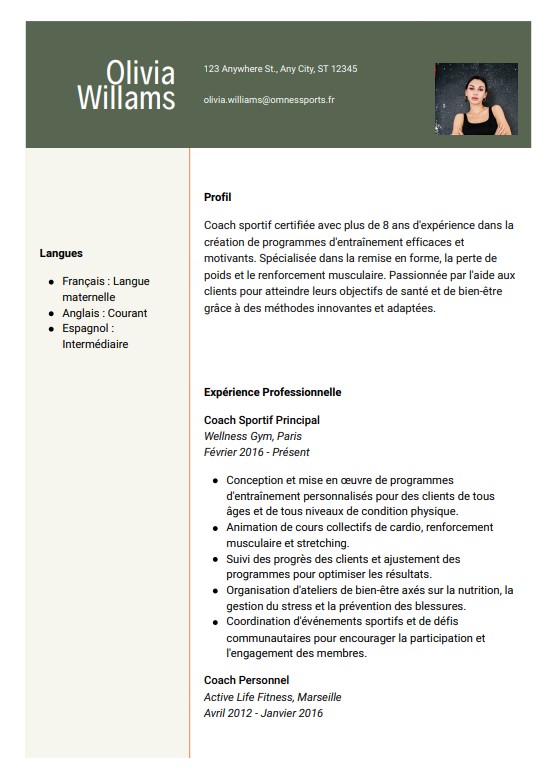 Olivia
Willams
123 Anywhere St., Any City, ST 12345
olivia.williams@omnessports.fr
Langues
● Français : Langue
maternelle
● Anglais : Courant
● Espagnol :
Intermédiaire
Profil
Coach sportif certifiée avec plus de 8 ans d'expérience dans la
création de programmes d'entraînement efficaces et
motivants. Spécialisée dans la remise en forme, la perte de
poids et le renforcement musculaire. Passionnée par l'aide aux
clients pour atteindre leurs objectifs de santé et de bien-être
grâce à des méthodes innovantes et adaptées.
Expérience Professionnelle
Coach Sportif Principal
Wellness Gym, Paris
Février 2016 - Présent
● Conception et mise en œuvre de programmes
d'entraînement personnalisés pour des clients de tous
âges et de tous niveaux de condition physique.
● Animation de cours collectifs de cardio, renforcement
musculaire et stretching.
● Suivi des progrès des clients et ajustement des
programmes pour optimiser les résultats.
● Organisation d'ateliers de bien-être axés sur la nutrition, la
gestion du stress et la prévention des blessures.
● Coordination d'événements sportifs et de défis
communautaires pour encourager la participation et
l'engagement des membres.
Coach Personnel
Active Life Fitness, Marseille
Avril 2012 - Janvier 2016